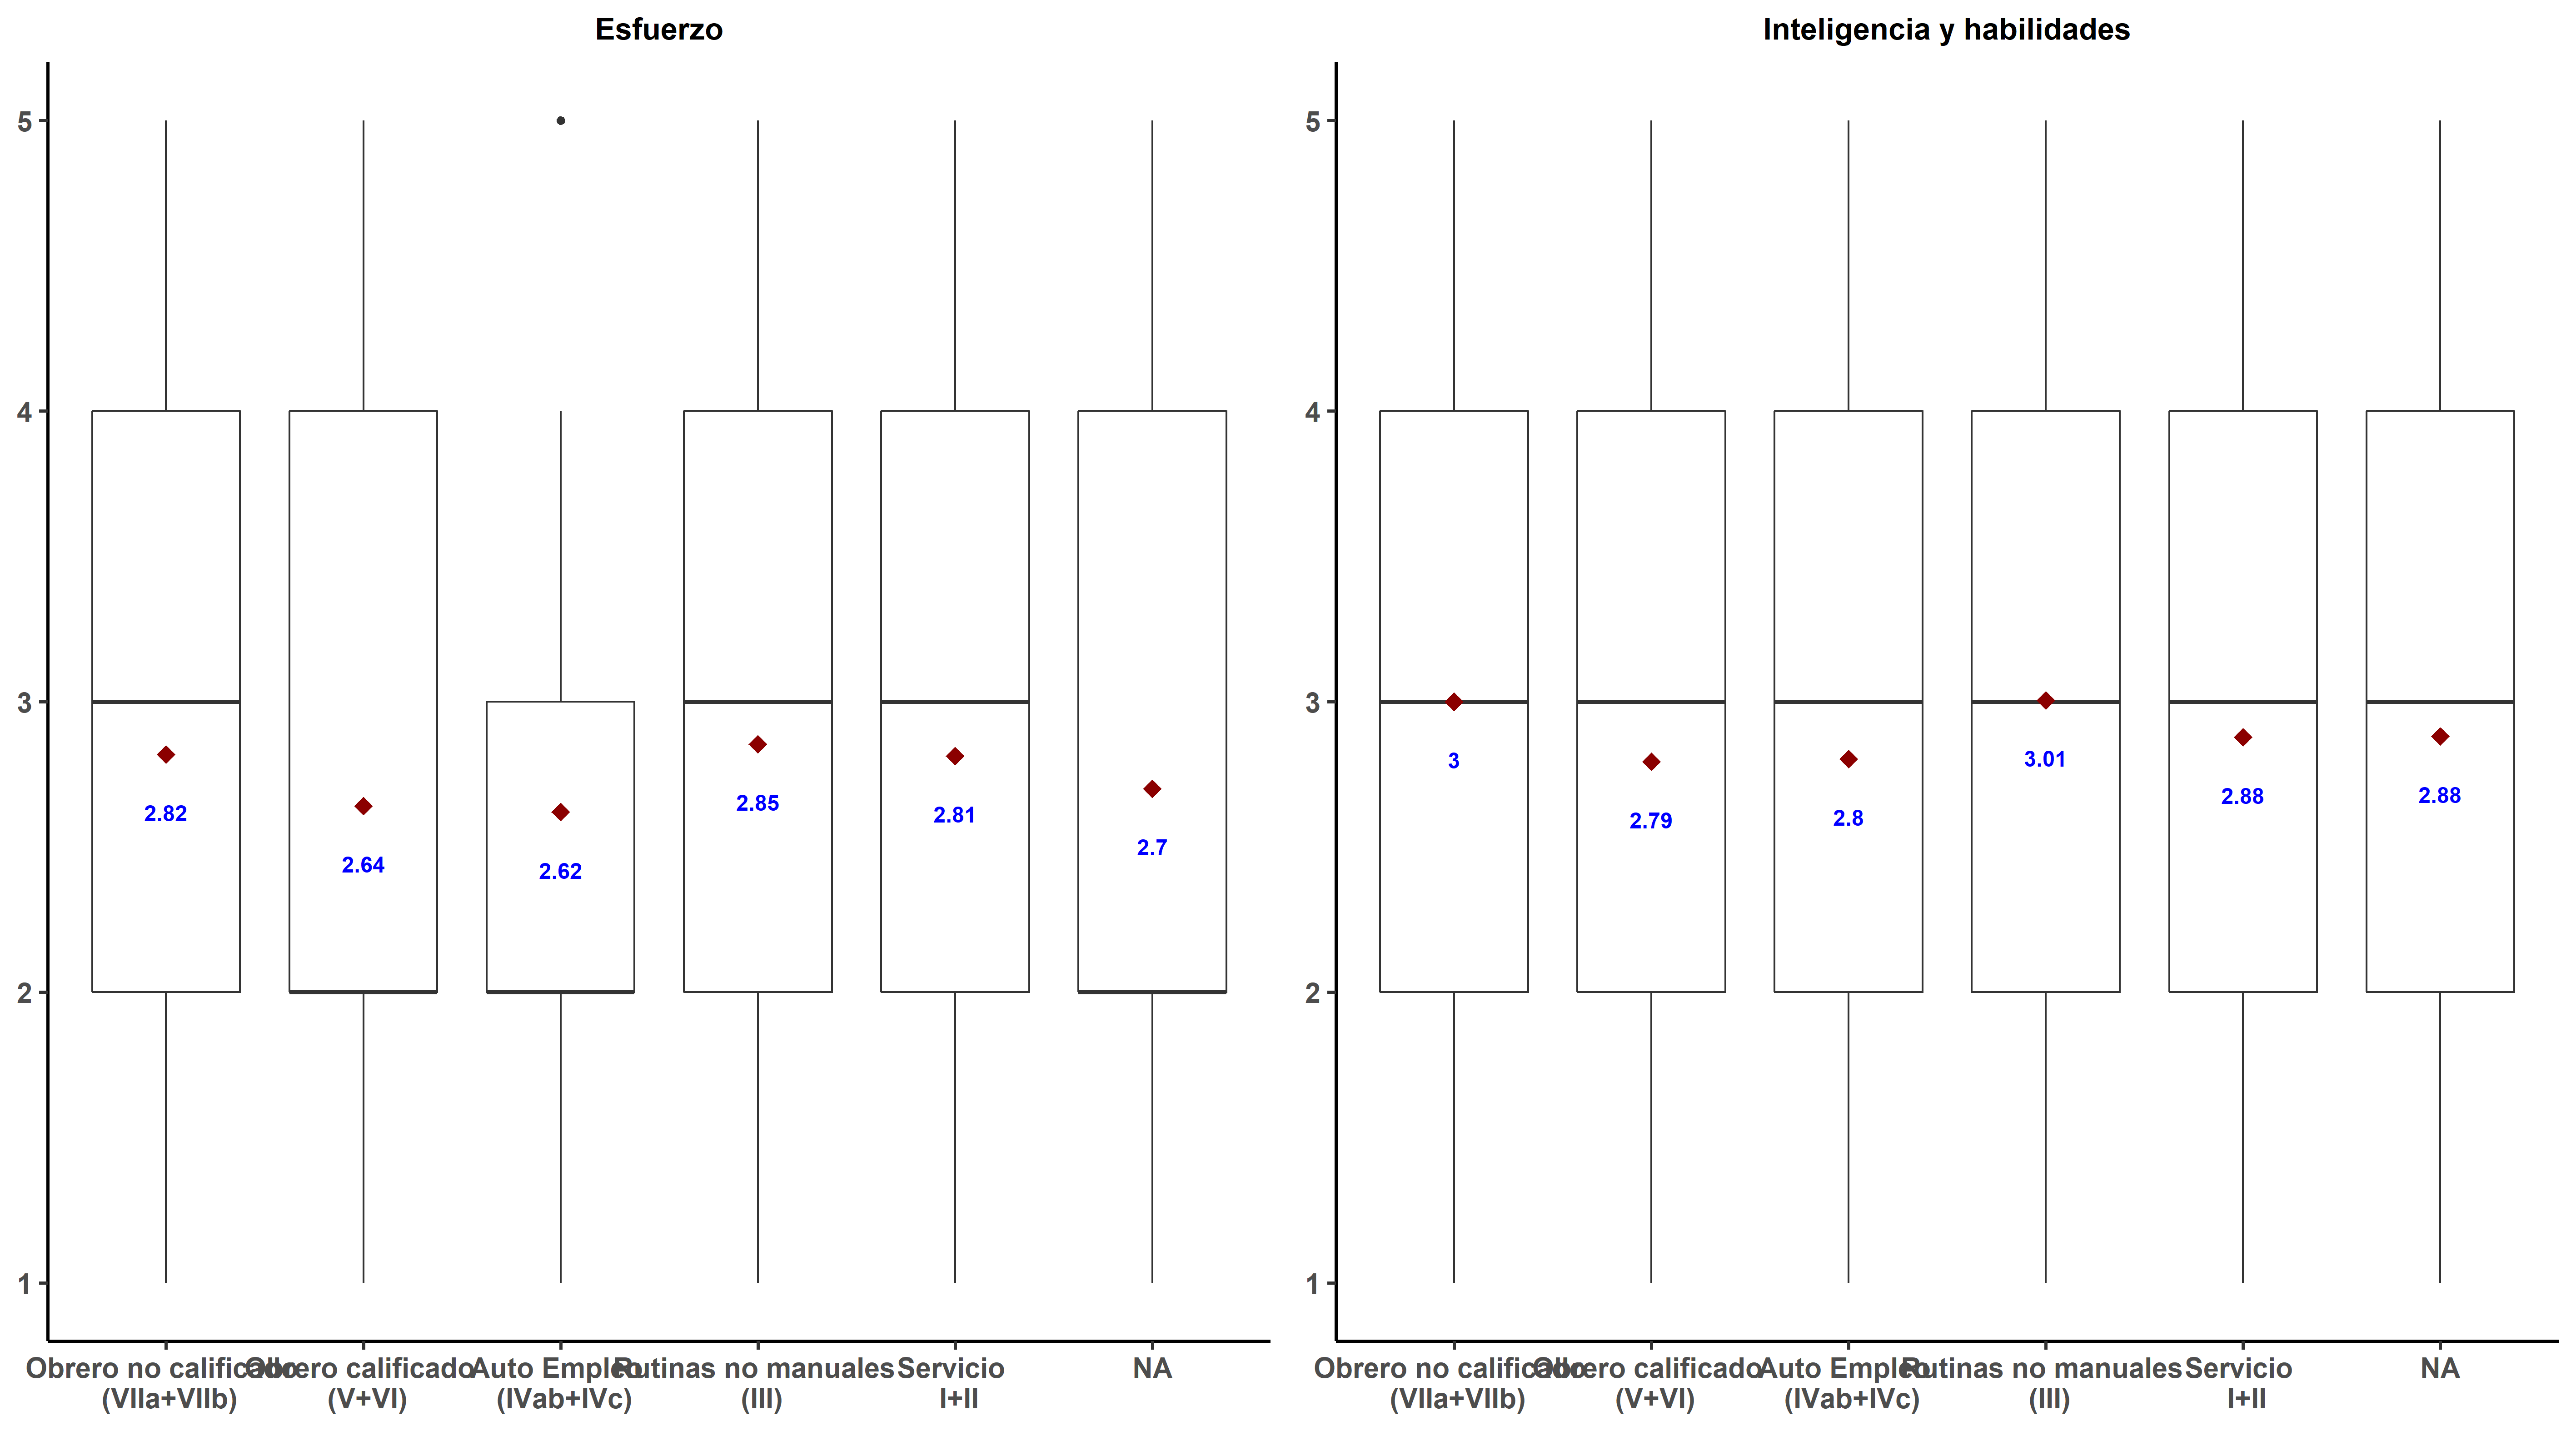 Esfuerzo
5
4
3
2
1
2.82
2.64
2.62
2.85
2.81
2.7
Obrero no calificado
(VIIa+VIIb)
Obrero calificado
(V+VI)
Auto Empleo
(IVab+IVc)
Rutinas no manuales
(III)
Servicio
I+II
NA
Inteligencia y habilidades
5
4
3
2
1
3
2.79
2.8
3.01
2.88
2.88
Obrero no calificado
(VIIa+VIIb)
Obrero calificado
(V+VI)
Auto Empleo
(IVab+IVc)
Rutinas no manuales
(III)
Servicio
I+II
NA